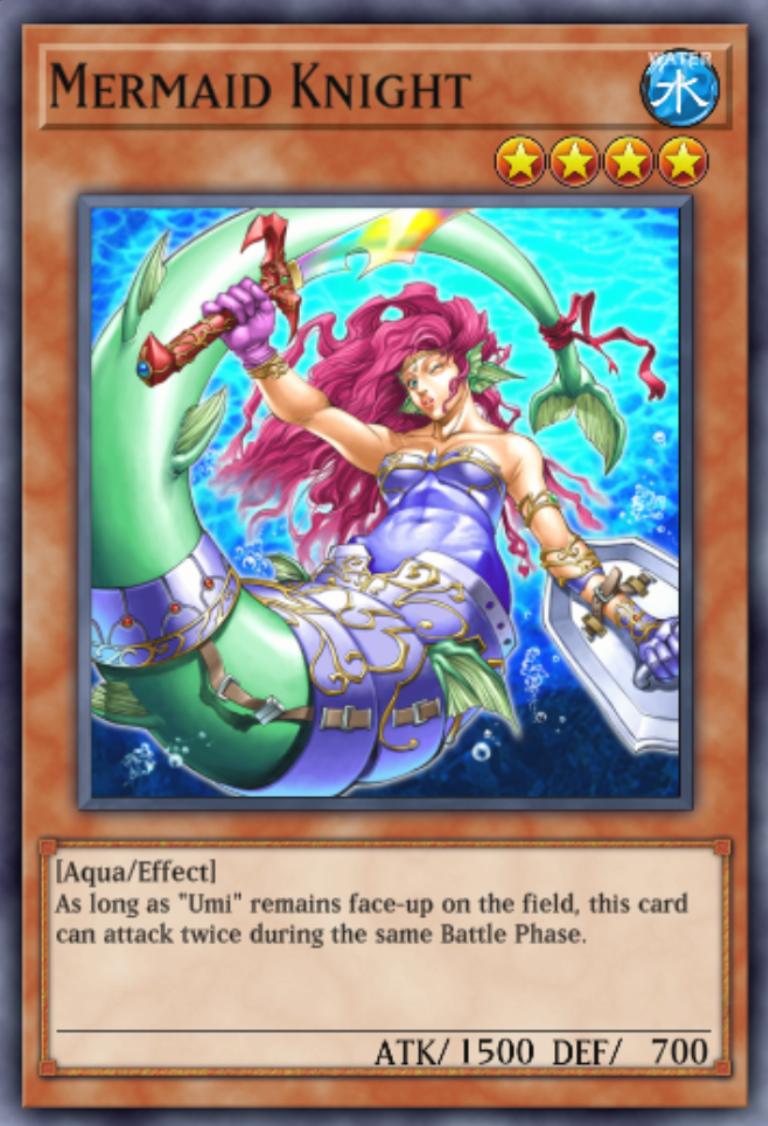 MERMAID KNIGHT
WATER
水
[Aqua/Effect]
As long as "Umi" remains face-up on the field, this card
can attack twice during the same Battle Phase.
ATK/ 1500 DEF/ 700